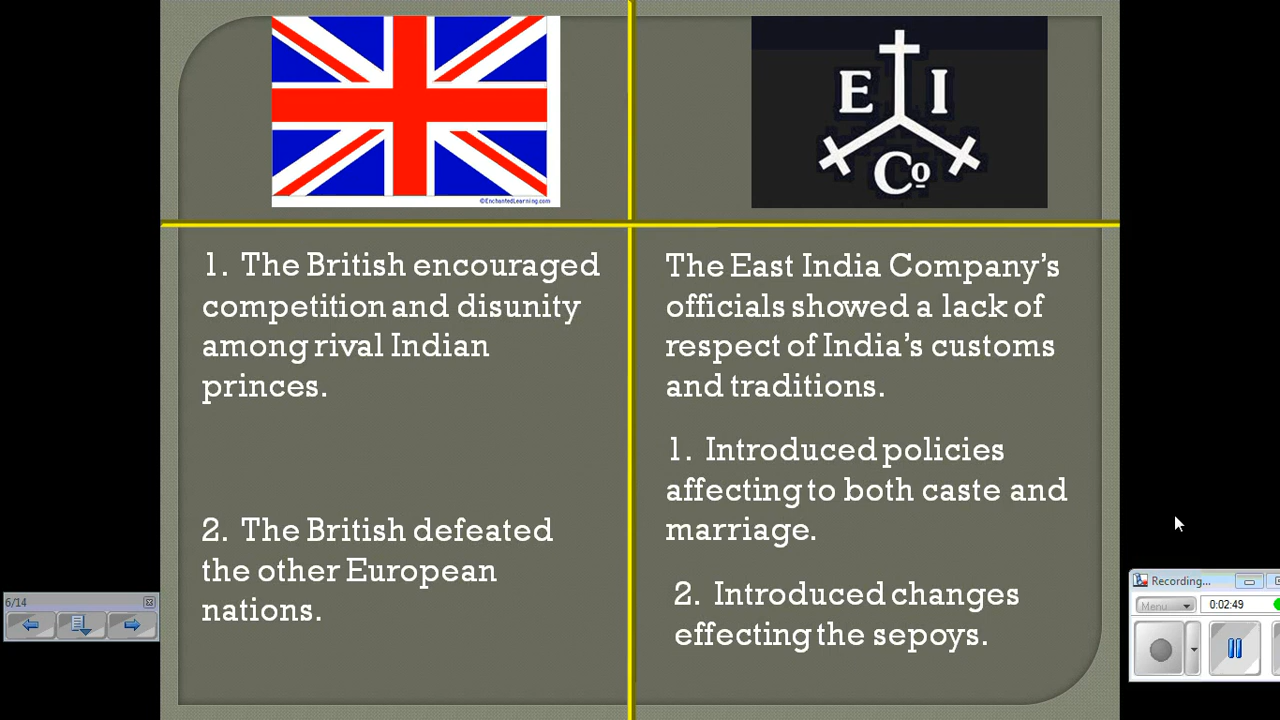 ©EnchantedLearning.com
E I
Co
1. The British encouraged
competition and disunity
among rival Indian
princes.
2. The British defeated
the other European
nations.
The East India Company’s
officials showed a lack of
respect of India’s customs
and traditions.
1. Introduced policies
affecting to both caste and
marriage.
2. Introduced changes
effecting the sepoys.
6/14
Recording...
Menu
0:02:49